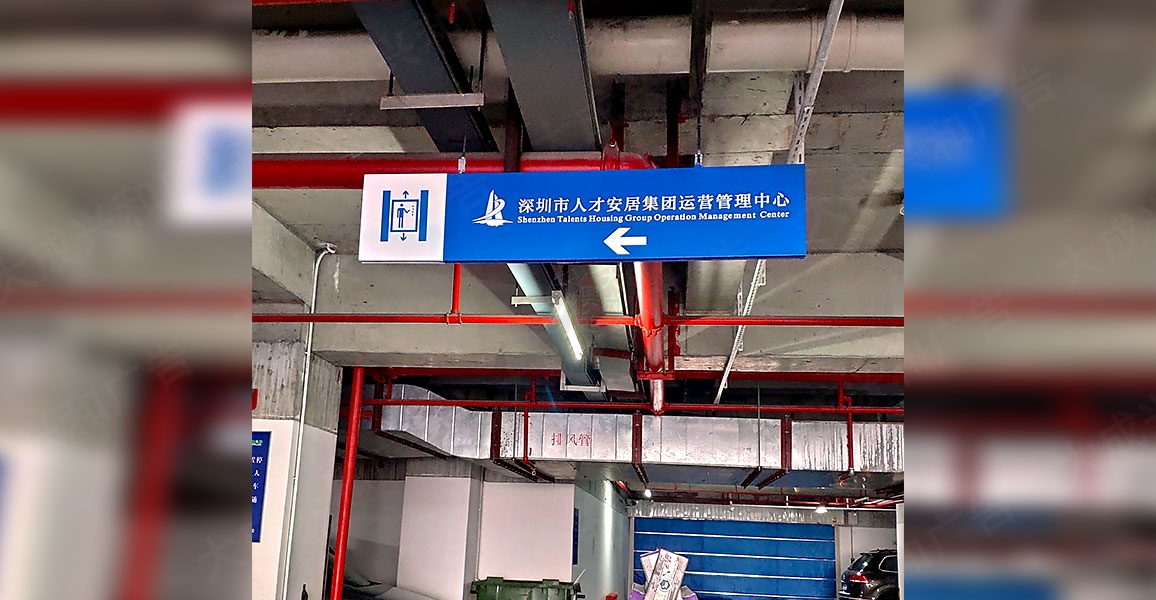 深圳市人才安居集团运营管理中心
Shenzhen Talents Housing Group Operation Management Center
排风管